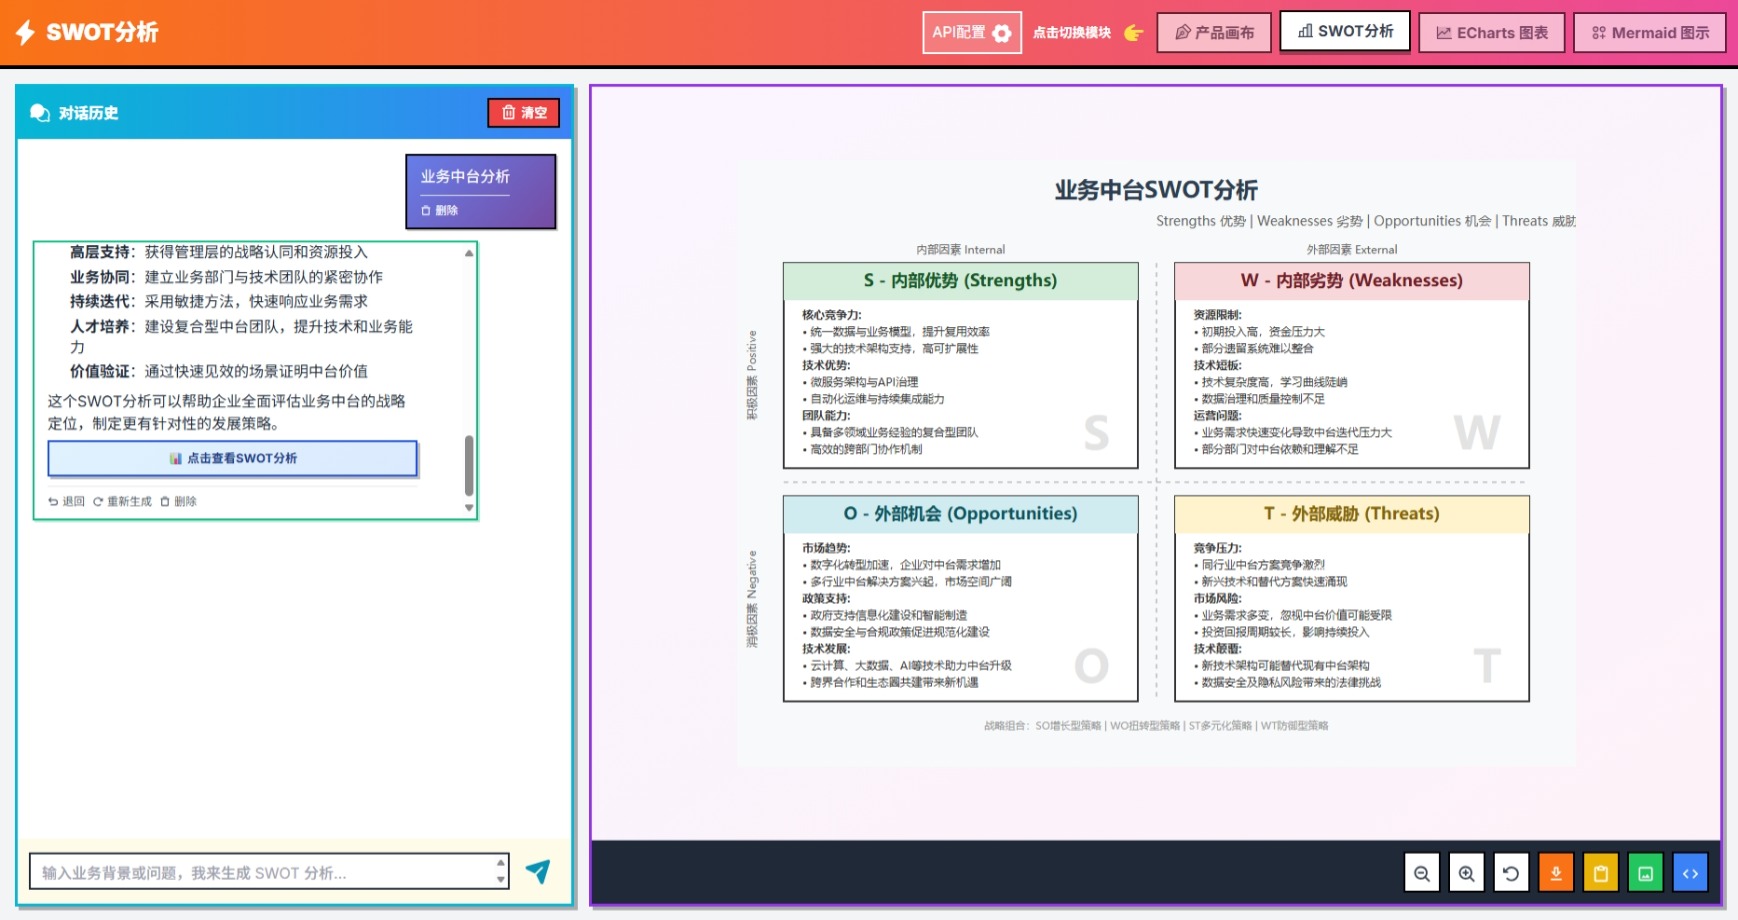 SWOT分析
API配置
点击切换模块
产品画布
SWOT分析
ECharts 图表
Mermaid 图示
对话历史
清空
业务中台分析
删除
高层支持：获得管理层的战略认同和资源投入
业务协同：建立业务部门与技术团队的紧密协作
持续迭代：采用敏捷方法，快速响应业务需求
人才培养：建设复合型中台团队，提升技术和业务能
力
价值验证：通过快速见效的场景证明中台价值
这个SWOT分析可以帮助企业全面评估业务中台的战略
定位，制定更有针对性的发展策略。
点击查看SWOT分析
退回 重新生成 删除
输入业务背景或问题，我来生成 SWOT 分析...
业务中台SWOT分析
Strengths 优势 | Weaknesses 劣势 | Opportunities 机会 | Threats 威胁
内部因素 Internal
外部因素 External
积极因素 Positive
S - 内部优势 (Strengths)
核心竞争力:
• 统一数据与业务模型，提升复用效率
• 强大的技术架构支持，高可扩展性
技术优势:
• 微服务架构与API治理
• 自动化运维与持续集成能力
团队能力:
• 具备多领域业务经验的复合型团队
• 高效的跨部门协作机制
S
W - 内部劣势 (Weaknesses)
资源限制:
• 初期投入高，资金压力大
• 部分遗留系统难以整合
技术短板:
• 技术复杂度高，学习曲线陡峭
• 数据治理和质量控制不足
运营问题:
• 业务需求快速变化导致中台迭代压力大
• 部分部门对中台依赖和理解不足
W
消极因素 Negative
O - 外部机会 (Opportunities)
市场趋势:
• 数字化转型加速，企业对中台需求增加
• 多行业中台解决方案兴起，市场空间广阔
政策支持:
• 政府支持信息化建设和智能制造
• 数据安全与合规政策促进规范化建设
技术发展:
• 云计算、大数据、AI等技术助力中台升级
• 跨界合作和生态圈共建带来新机遇
O
T - 外部威胁 (Threats)
竞争压力:
• 同行业中台方案竞争激烈
• 新兴技术和替代方案快速涌现
市场风险:
• 业务需求多变，忽视中台价值可能受限
• 投资回报周期较长，影响持续投入
技术颠覆:
• 新技术架构可能替代现有中台架构
• 数据安全及隐私风险带来的法律挑战
T
战略组合：SO增长型策略 | WO扭转型策略 | ST多元化策略 | WT防御型策略